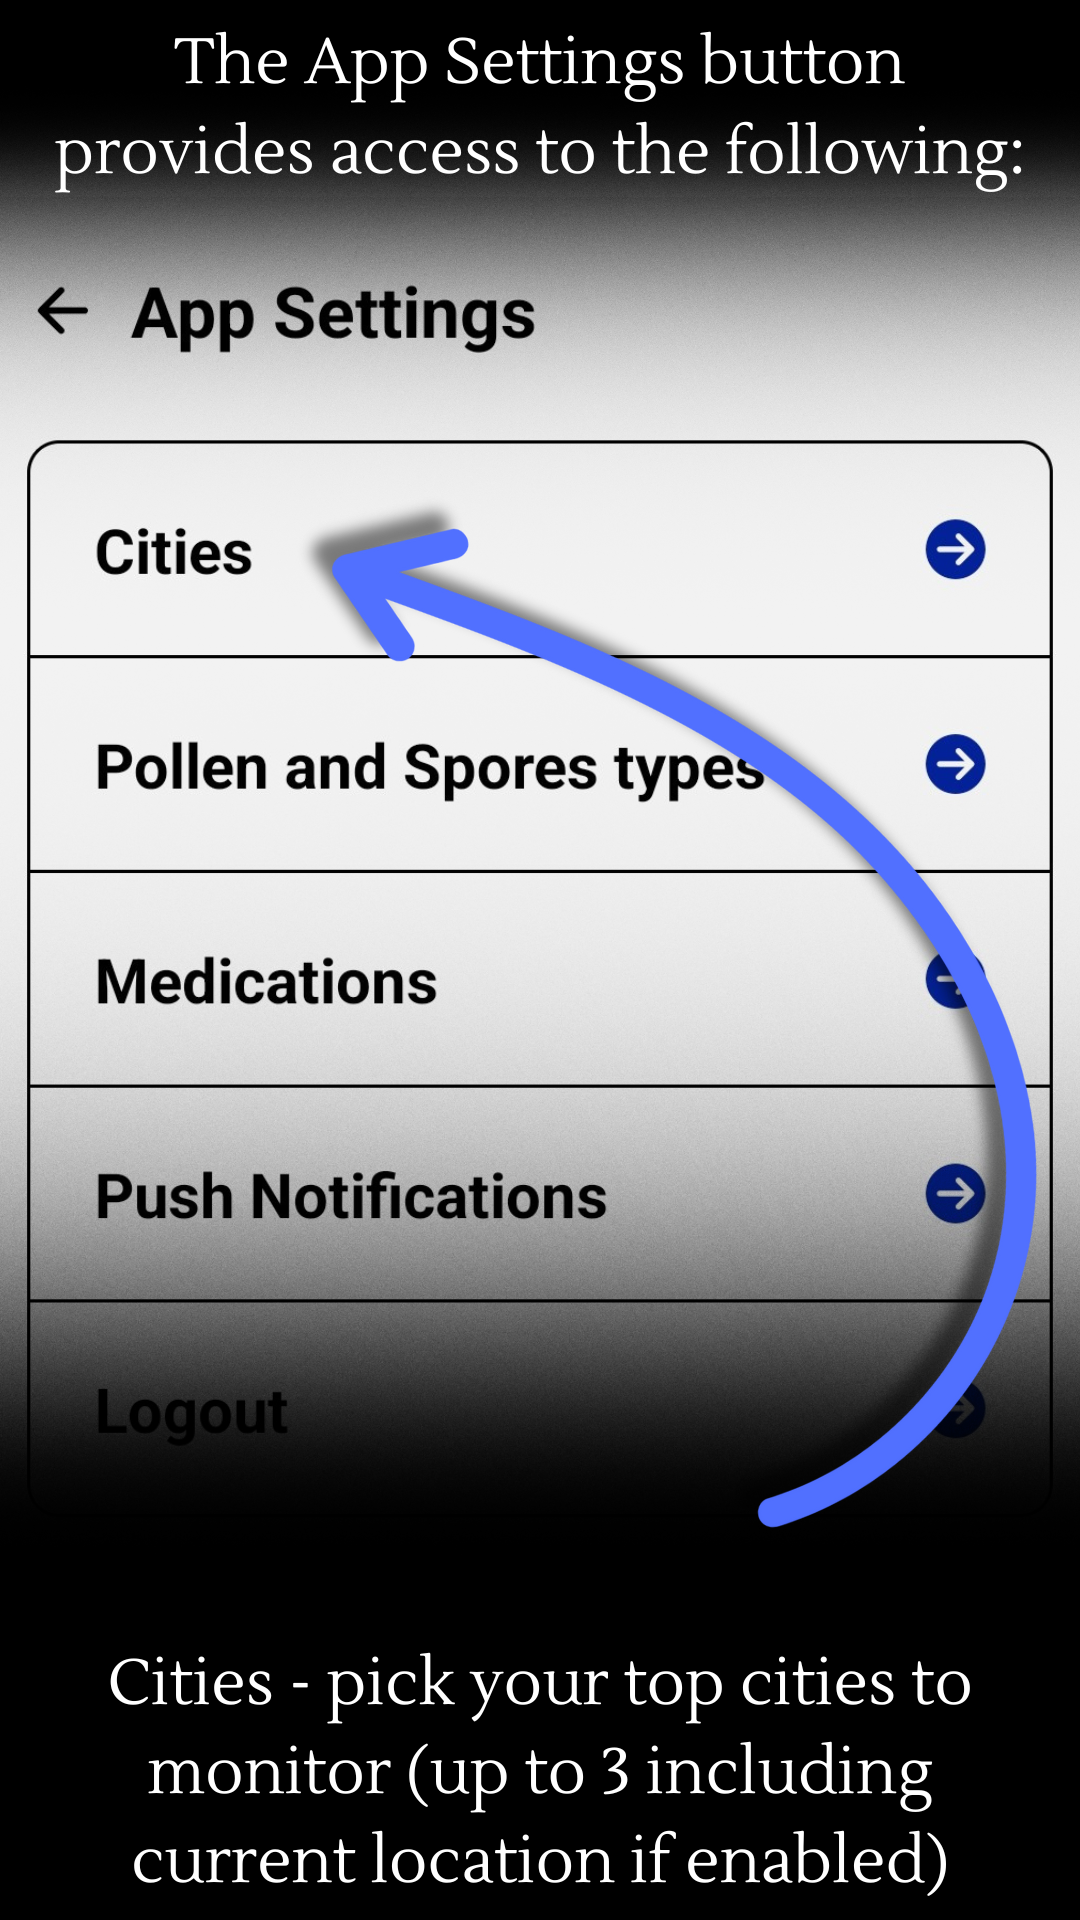 The App Settings button
provides access to the following:
App Settings
Cities
Pollen and Spores types
Medications
Push Notifications
Logout
Cities - pick your top cities to
monitor (up to 3 including
current location if enabled)